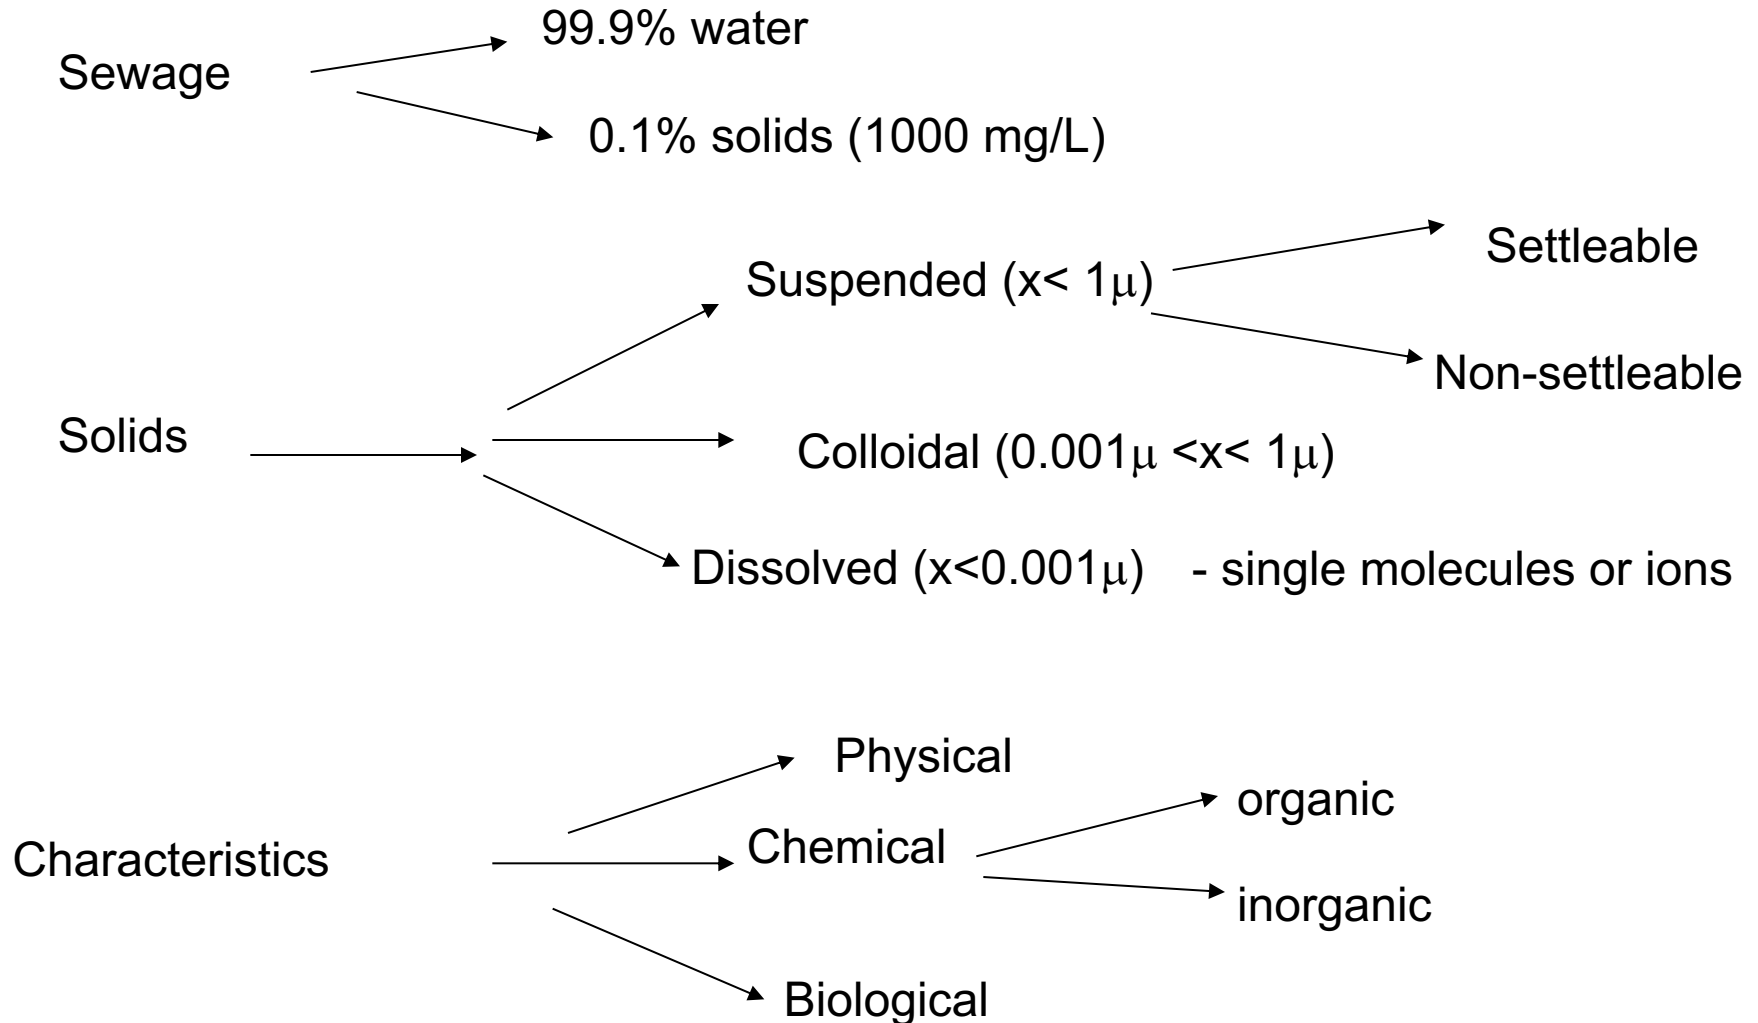 99.9% water
Sewage
0.1% solids (1000 mg/L)
Settleable
Suspended (x< 1μ)
Non-settleable
Solids
Colloidal (0.001μ <x< 1μ)
Dissolved (x<0.001μ) - single molecules or ions
Physical
organic
Chemical
Characteristics
inorganic
Biological